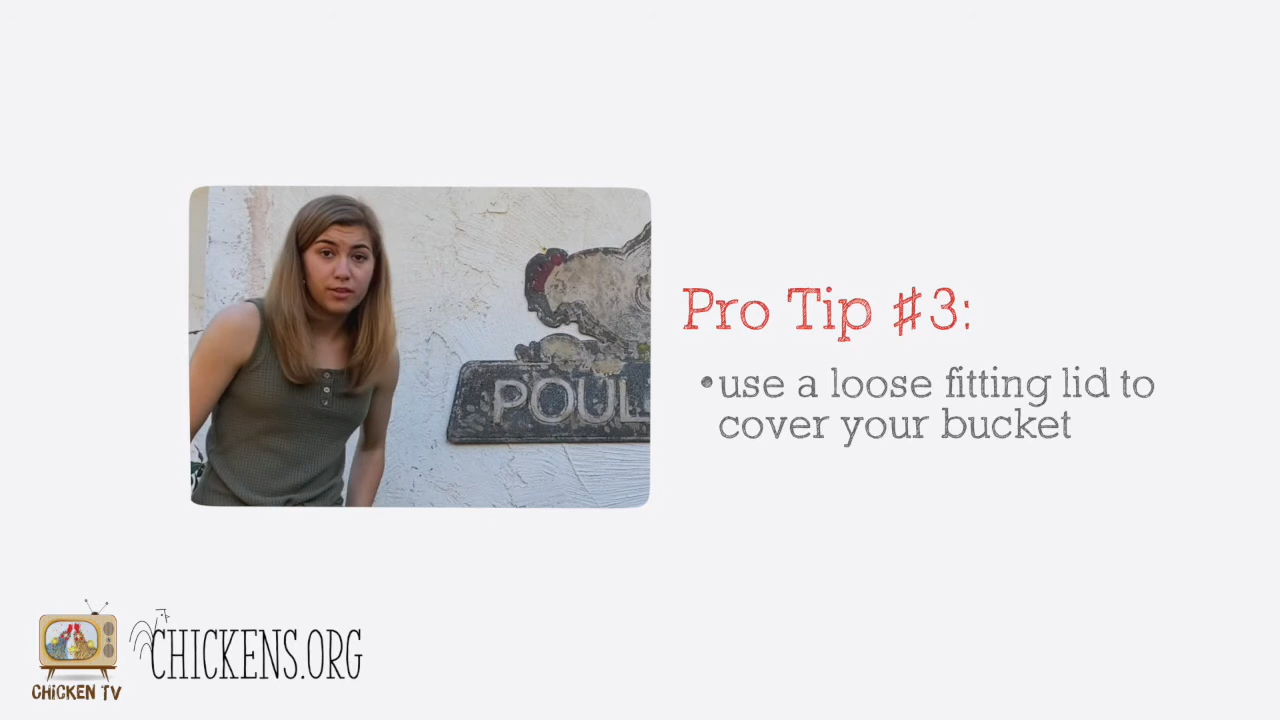 Pro Tip #3:
•use a loose fitting lid to
cover your bucket
POUL
CHICKEN TV
CHICKENS.ORG